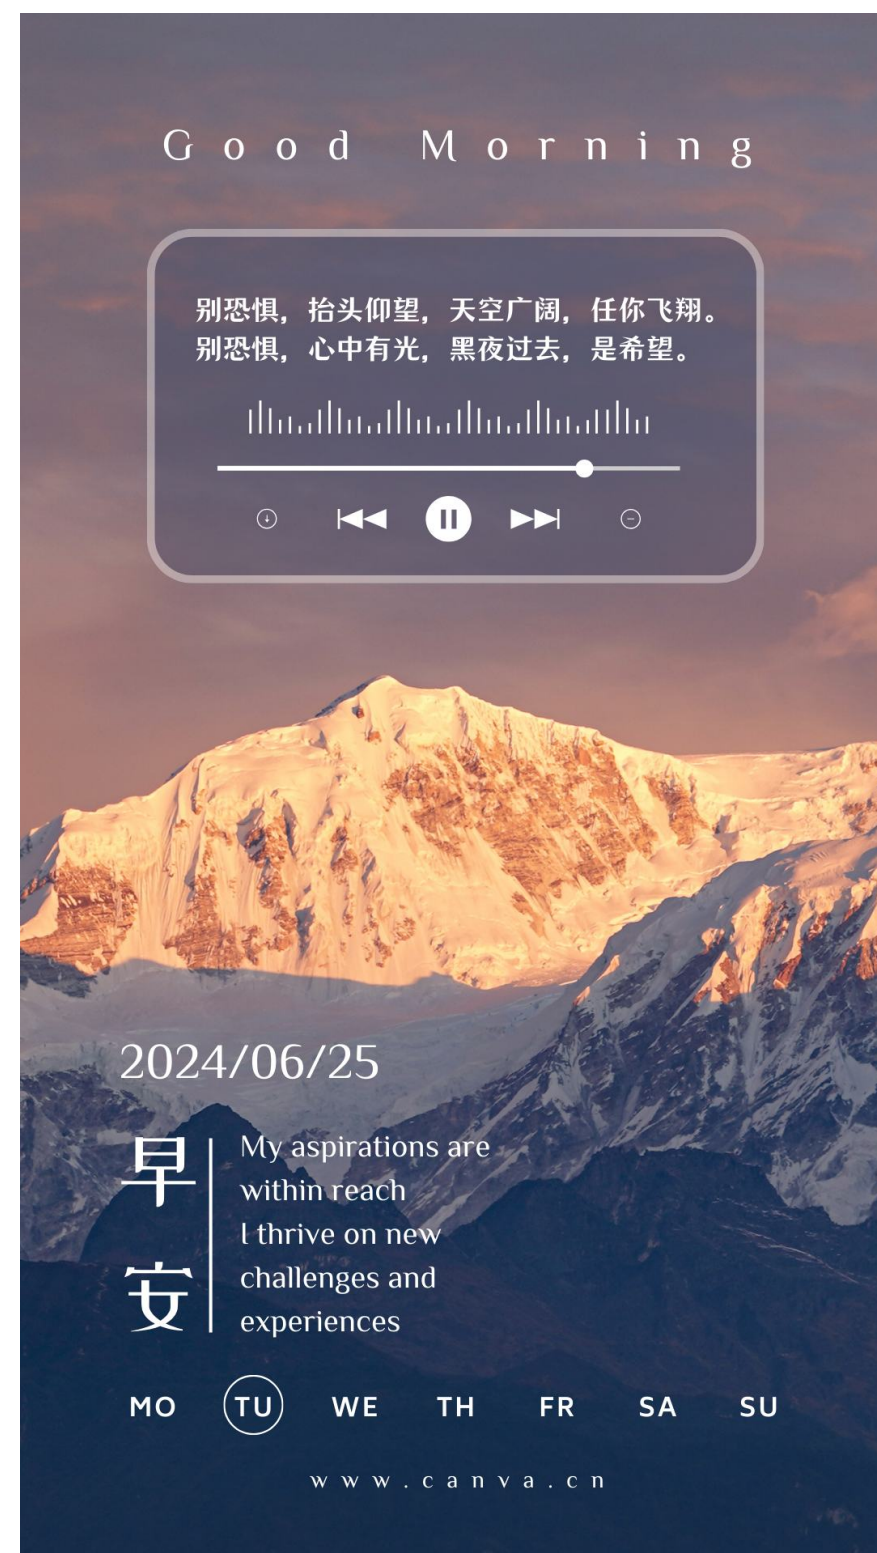 Good Morning
别恐惧，抬头仰望，天空广阔，任你飞翔。
别恐惧，心中有光，黑夜过去，是希望。
2024/06/25
早安
My aspirations are
within reach
I thrive on new
challenges and
experiences
MO TU WE TH FR SA SU
www.canva.cn